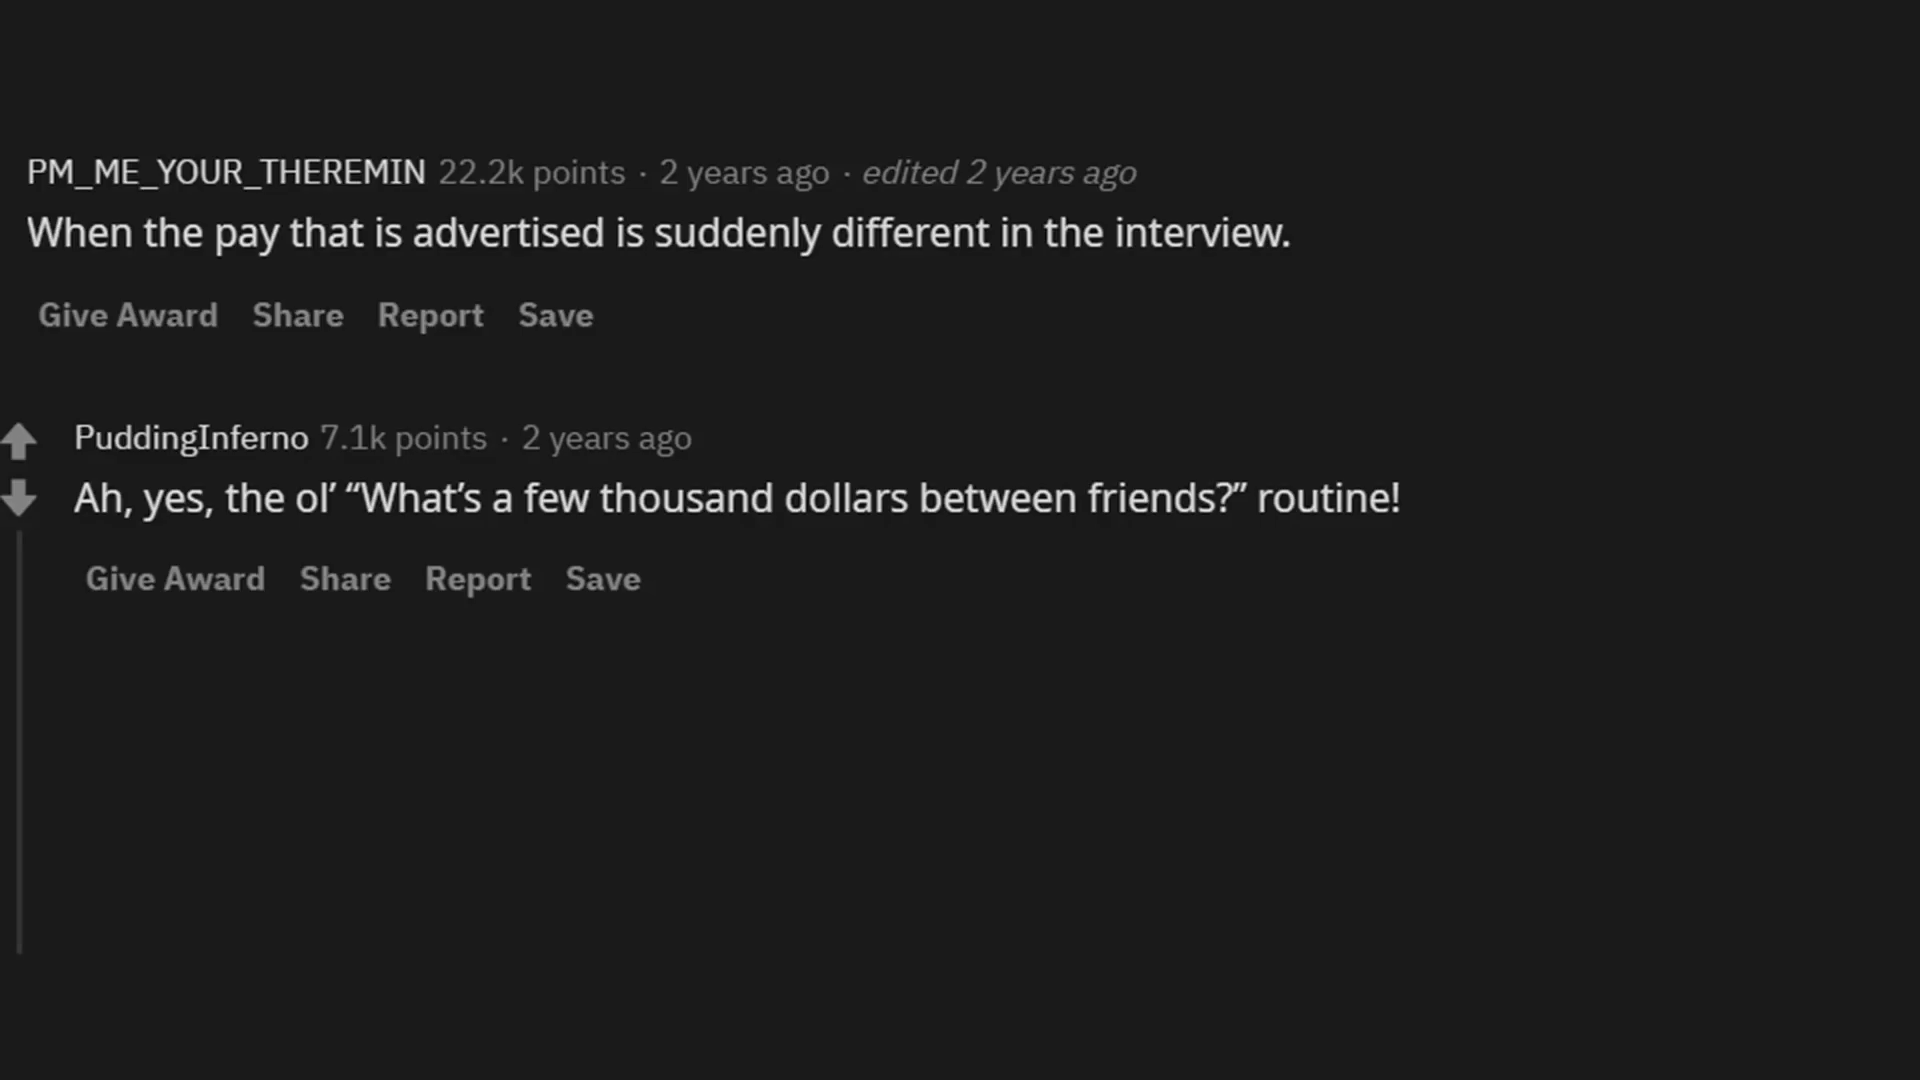 PM_ME_YOUR_THEREMIN 22.2k points · 2 years ago · edited 2 years ago
When the pay that is advertised is suddenly different in the interview.
Give Award Share Report Save
PuddingInferno 7.1k points · 2 years ago
Ah, yes, the ol’ “What’s a few thousand dollars between friends?” routine!
Give Award Share Report Save